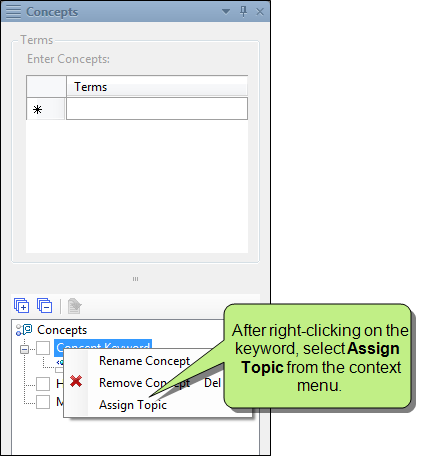 Concepts
Terms
Enter Concepts:
Terms
Concepts
Concept Keyword
Rename Concept
Remove Concept Del
Assign Topic
H
M
After right-clicking on the
keyword, select Assign
Topic from the context
menu.